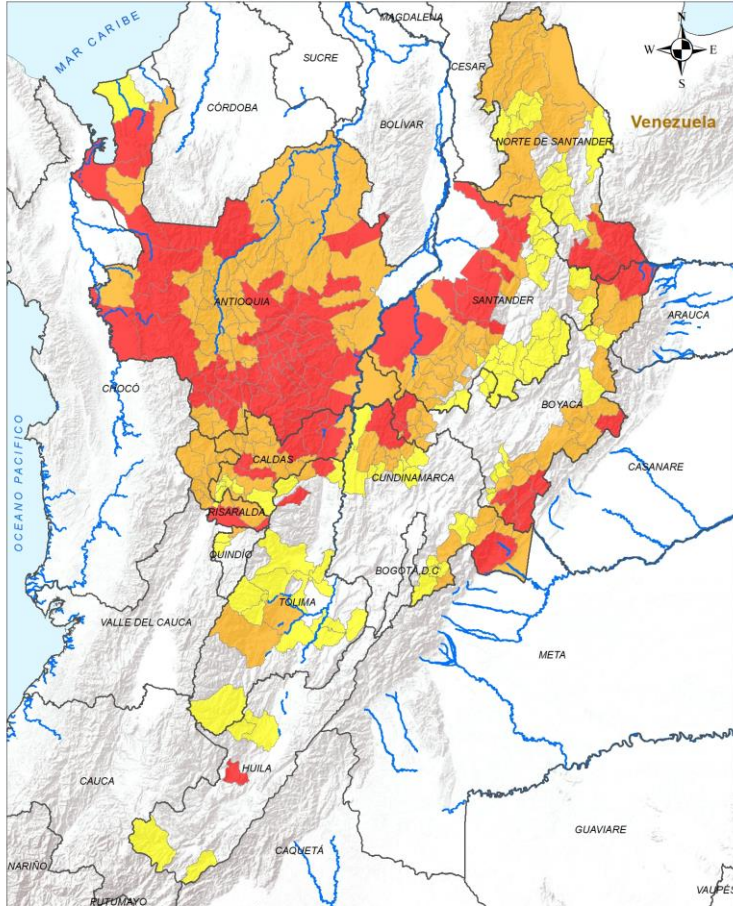 MAGDALENA
N
MAR CARIBE
W
E
SUCRE
CESAR
S
CÓRDOBA
BOLÍVAR
Venezuela
NORTE DE SANTANDER
ANTIOQUIA
SANTANDER
ARAUCA
CHOCÓ
BOYACÁ
OCEANO PACIFICO
CALDAS
CUNDINAMARCA
CASANARE
RISARALDA
QUINDÍO
BOGOTÁ, D.C
TOLIMA
VALLE DEL CAUCA
META
HUILA
CAUCA
GUAVIARE
CAQUETÁ
NARIÑO
PUTUMAYO
VAUPÉS